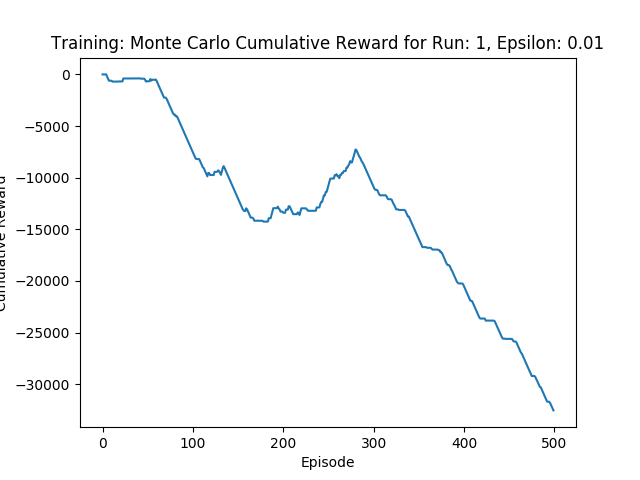 Training: Monte Carlo Cumulative Reward for Run: 1, Epsilon: 0.01
0
−5000
−10000
−15000
−20000
−25000
−30000
Cumulative Reward
0 100 200 300 400 500
Episode